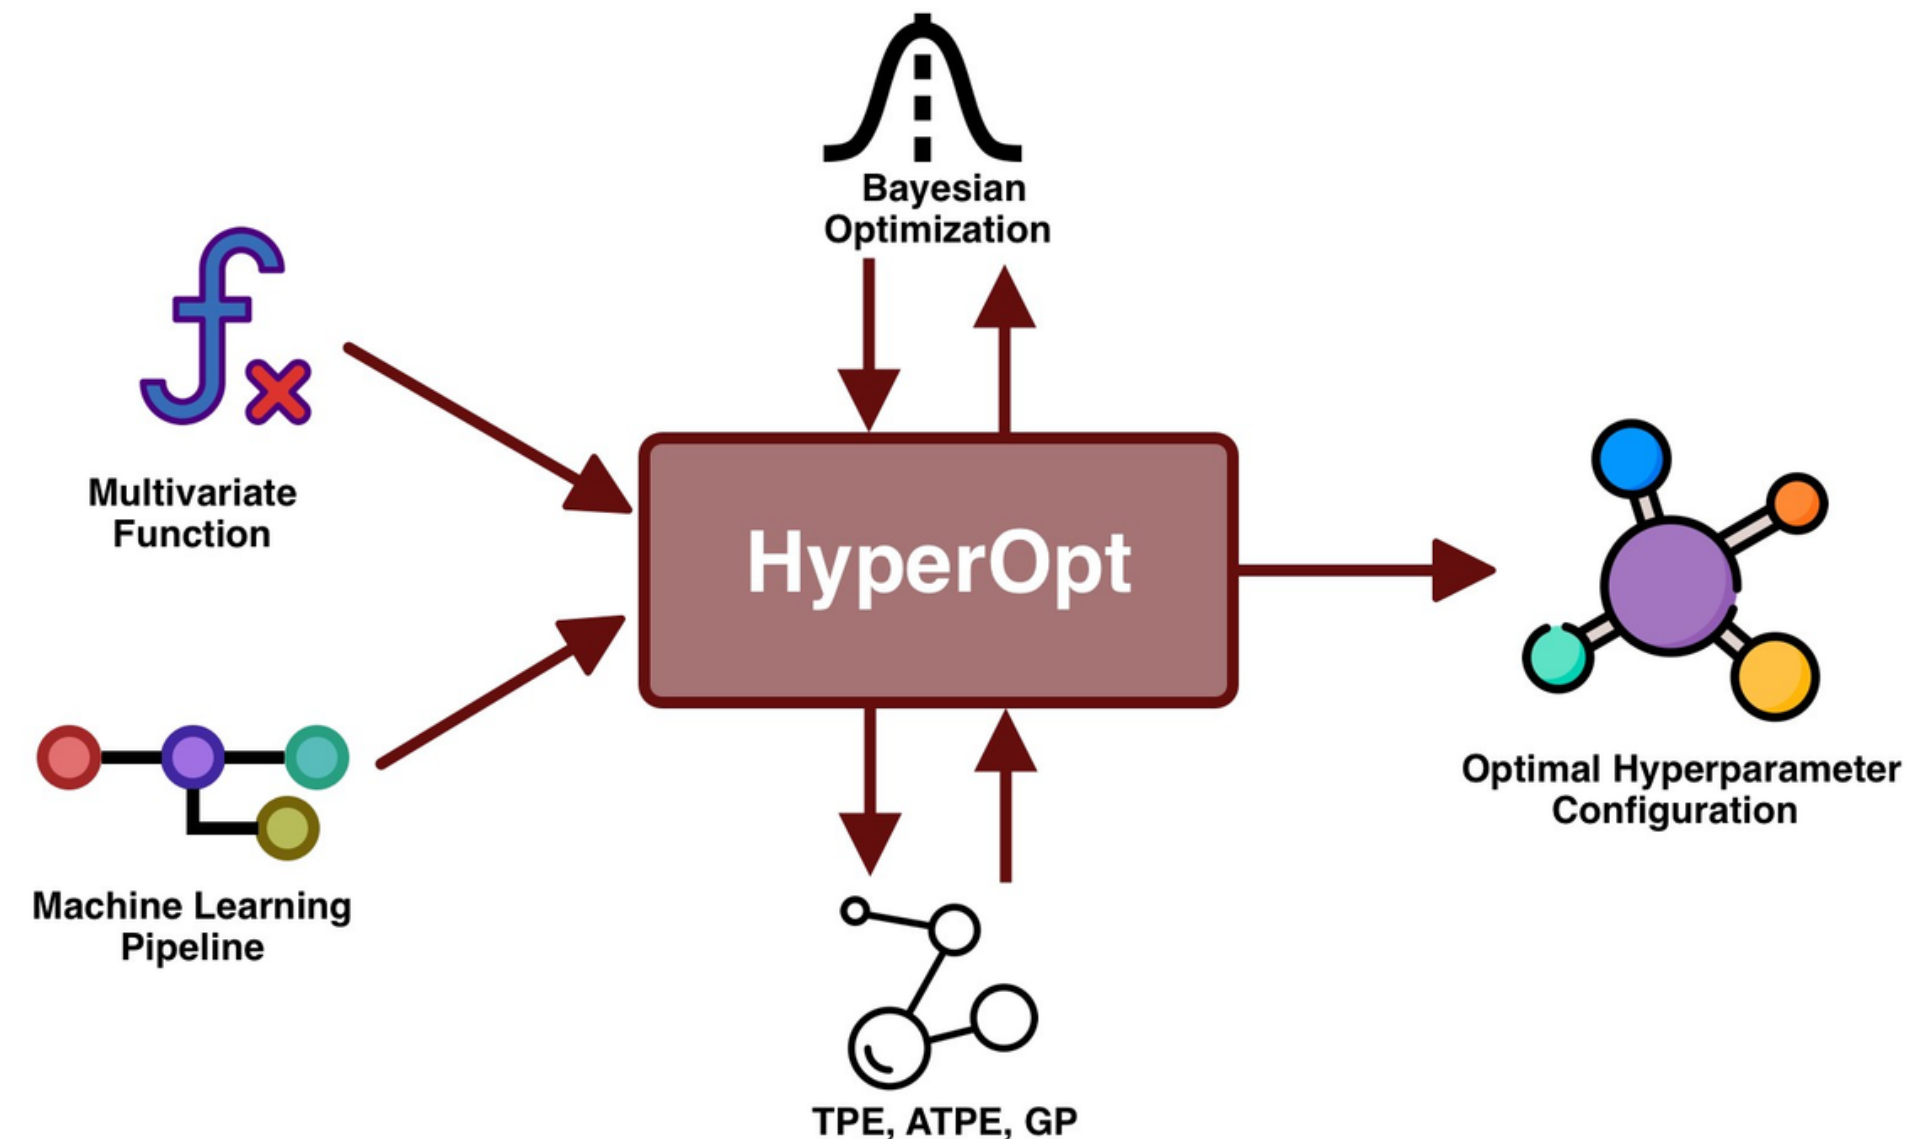 Bayesian
Optimization
Multivariate
Function
HyperOpt
Optimal Hyperparameter
Configuration
Machine Learning
Pipeline
TPE, ATPE, GP